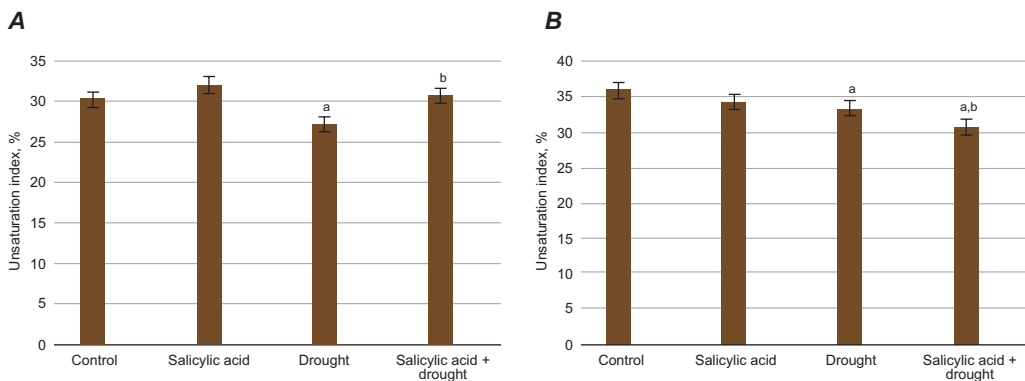 A
Unsaturation index, %
35
30
25
20
15
10
5
0
a
b
Control
Salicylic acid
Drought
Salicylic acid +
drought
B
Unsaturation index, %
40
35
30
25
20
15
10
5
0
a
a,b
Control
Salicylic acid
Drought
Salicylic acid +
drought